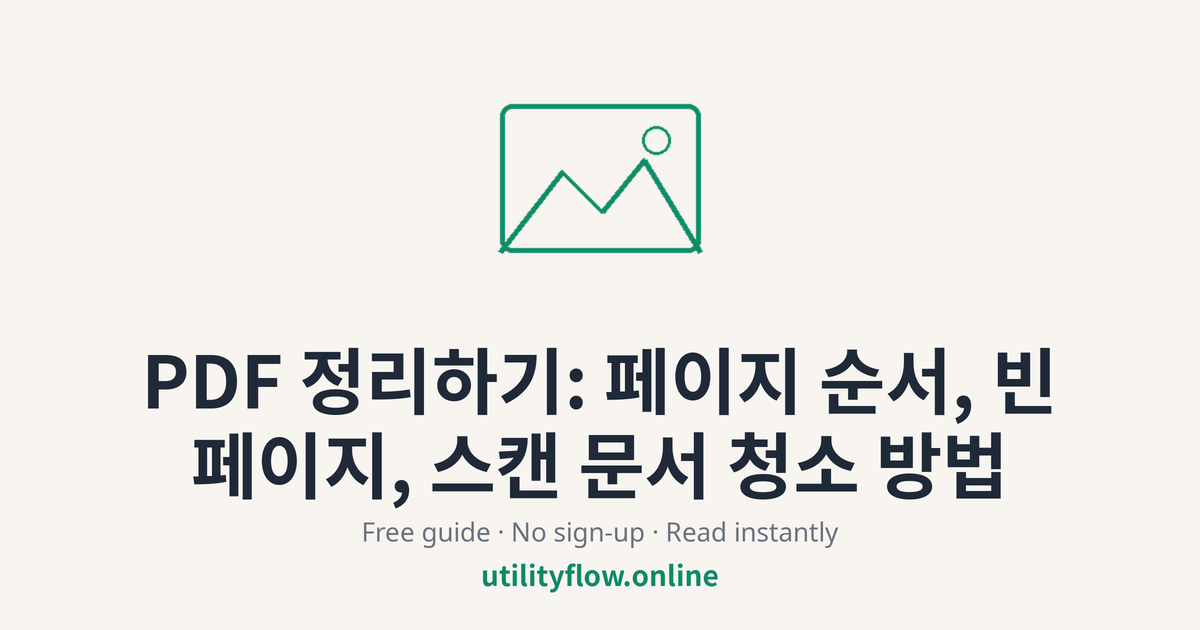 PDF 정리하기: 페이지 순서, 빈
페이지, 스캔 문서 청소 방법
Free guide · No sign-up · Read instantly
utilityflow.online